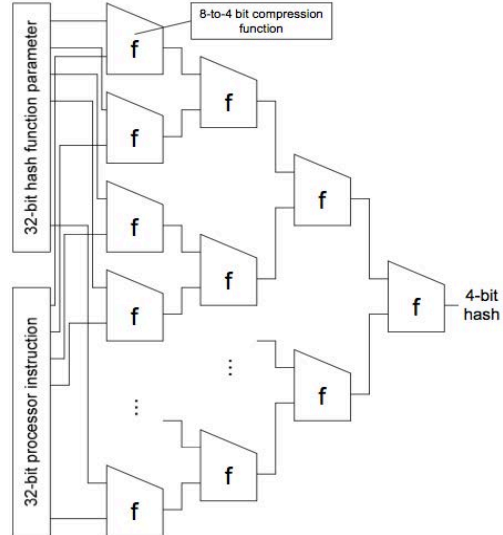 8-to-4 bit compression
function
32-bit hash function parameter
f
f
f
f
f
f
f
4-bit
hash
f
32-bit processor instruction
...
...
f
f
f